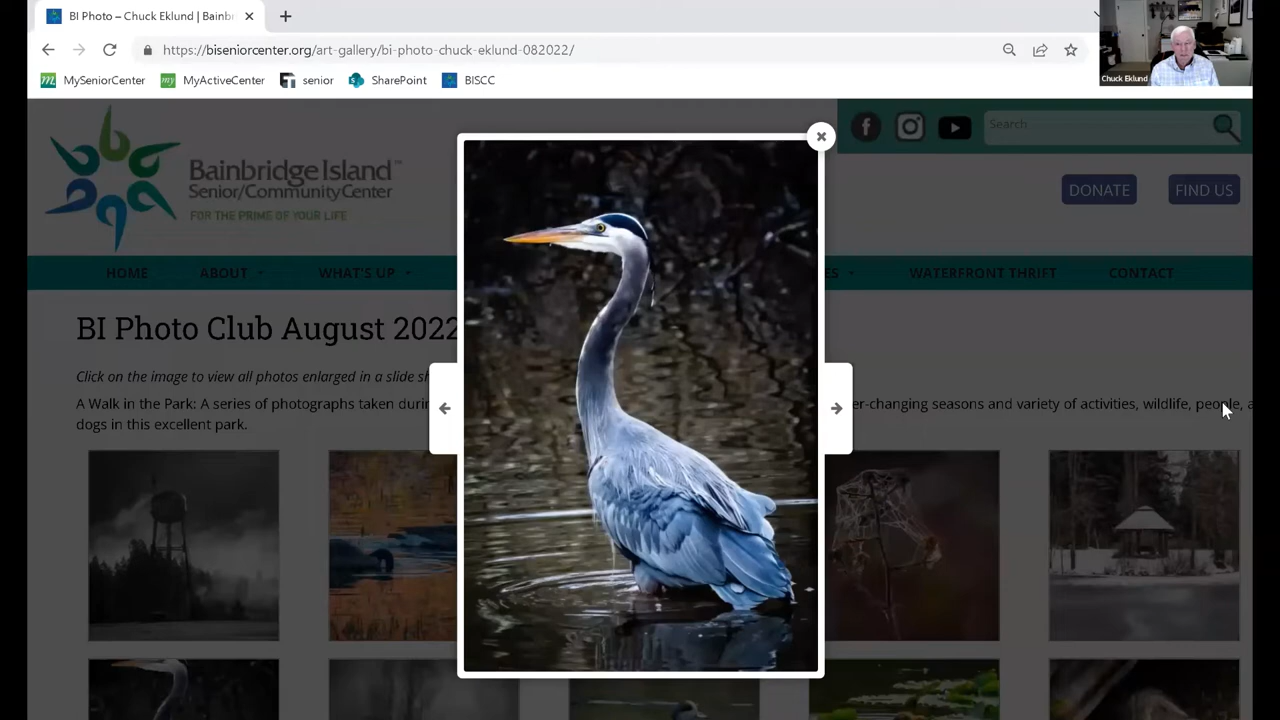 BI Photo – Chuck Eklund | Bainb
https://biseniorcenter.org/art-gallery/bi-photo-chuck-eklund-082022/
MySeniorCenter
MyActiveCenter
senior
SharePoint
BISCC
Chuck Eklund
Bainbridge Island™
Senior/Community Center
FOR THE PRIME OF YOUR LIFE
Search
DONATE
FIND US
HOME
ABOUT
WHAT'S UP
ES
WATERFRONT THRIFT
CONTACT
BI Photo Club August 2022
Click on the image to view all photos enlarged in a slide sh
A Walk in the Park: A series of photographs taken durin er-changing seasons and variety of activities, wildlife, people, a
dogs in this excellent park.